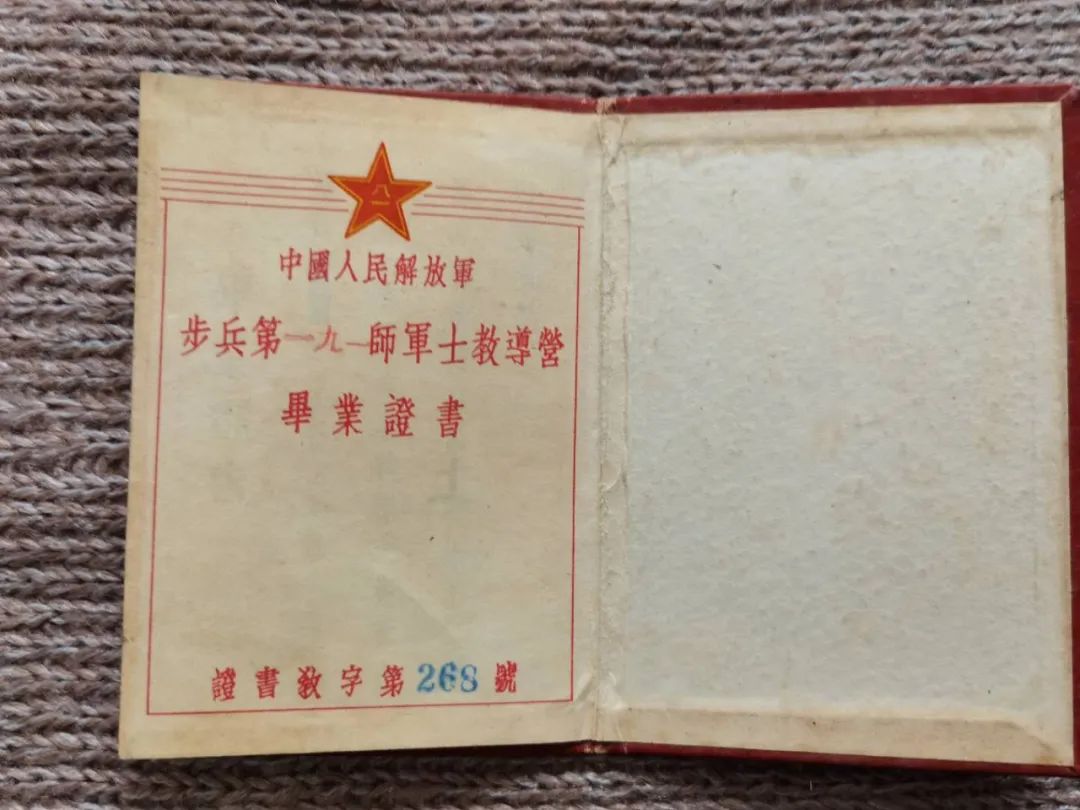 八一
中國人民解放軍
步兵第一九一師軍士教導營
畢業證書
證書教字第268號